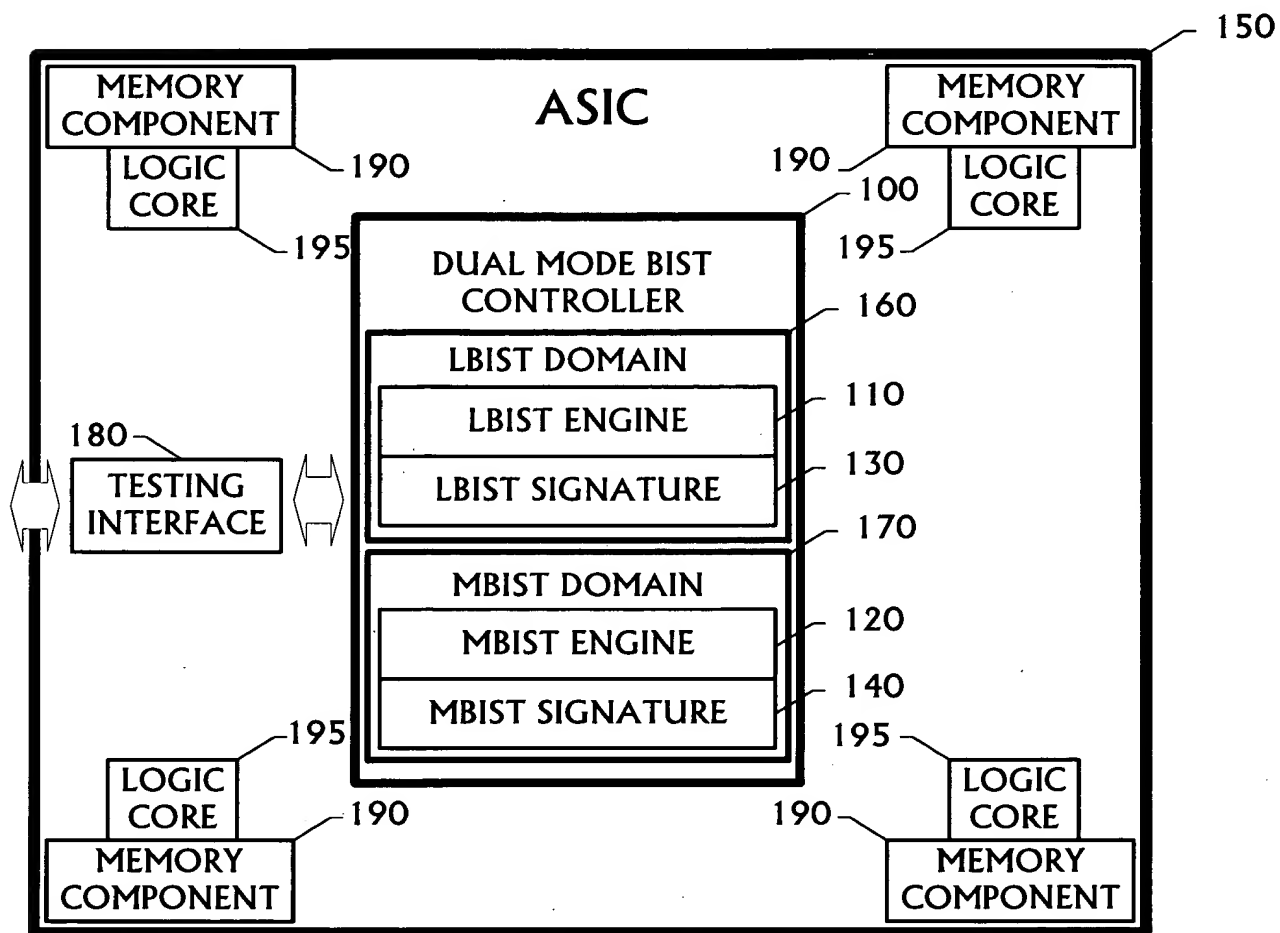 150
MEMORY
COMPONENT
ASIC
MEMORY
COMPONENT
190
LOGIC
CORE
195
190
LOGIC
CORE
195
100
DUAL MODE BIST
CONTROLLER
160
LBIST DOMAIN
110
LBIST ENGINE
130
LBIST SIGNATURE
180
TESTING
INTERFACE
170
MBIST DOMAIN
120
MBIST ENGINE
140
MBIST SIGNATURE
195
LOGIC
CORE
190
MEMORY
COMPONENT
195
LOGIC
CORE
190
MEMORY
COMPONENT